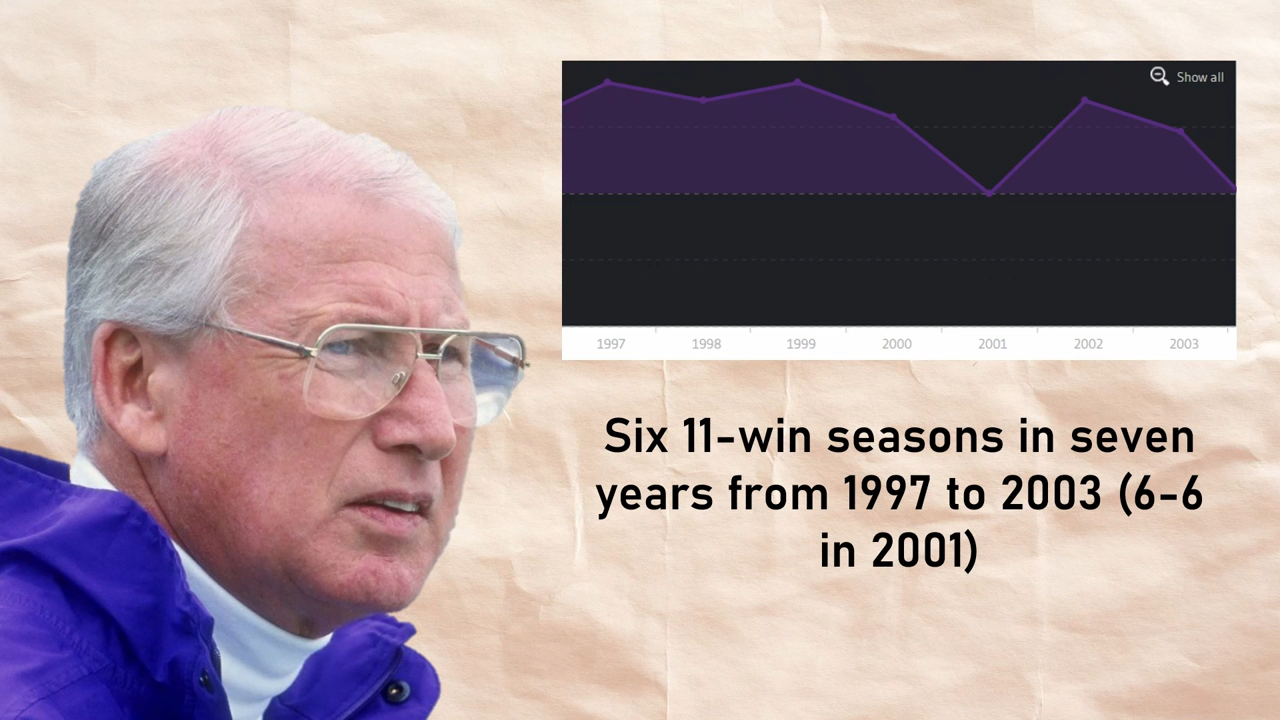 Show all
1997 1998 1999 2000 2001 2002 2003
Six 11-win seasons in seven
years from 1997 to 2003 (6-6
in 2001)